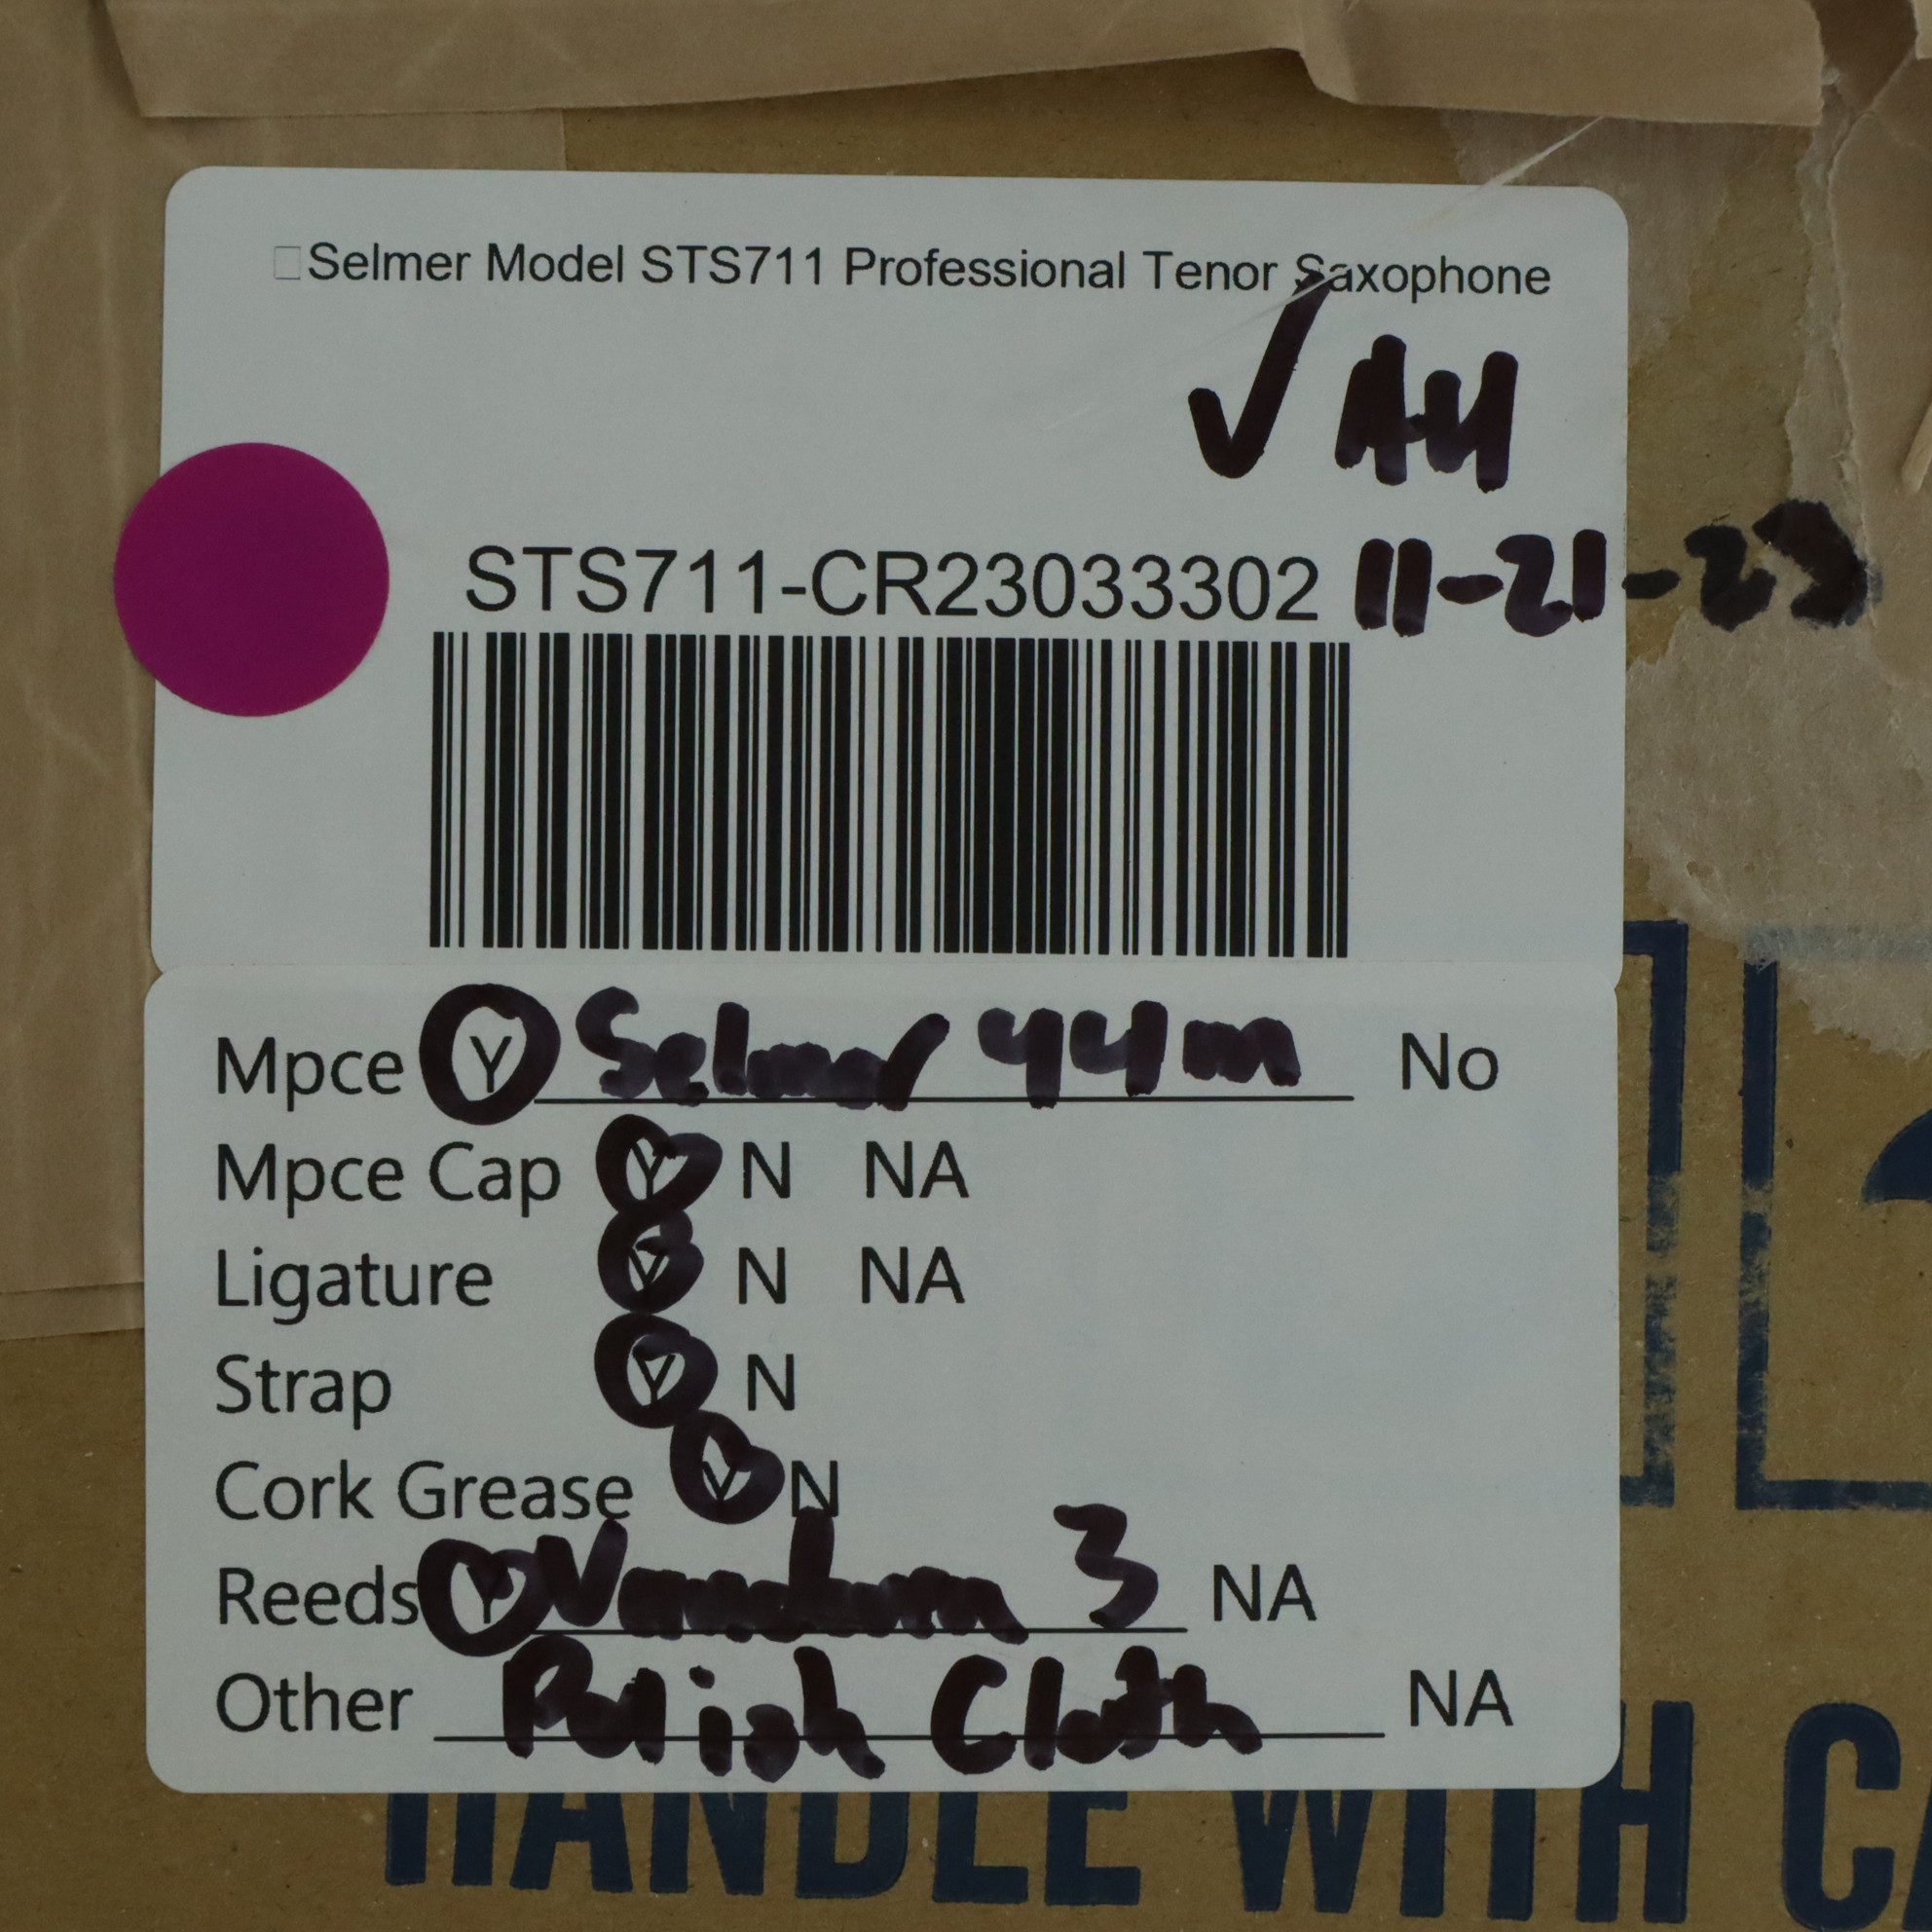 Selmer Model STS711 Professional Tenor Saxophone
✓ AH
STS711-CR23033302 11-21-23
Mpce Y Selmer 44m No
Mpce Cap Y N NA
Ligature Y N NA
Strap Y N
Cork Grease Y N
Reeds Y 3 NA
Other Polish Cloth NA
HANDLE WITH CA